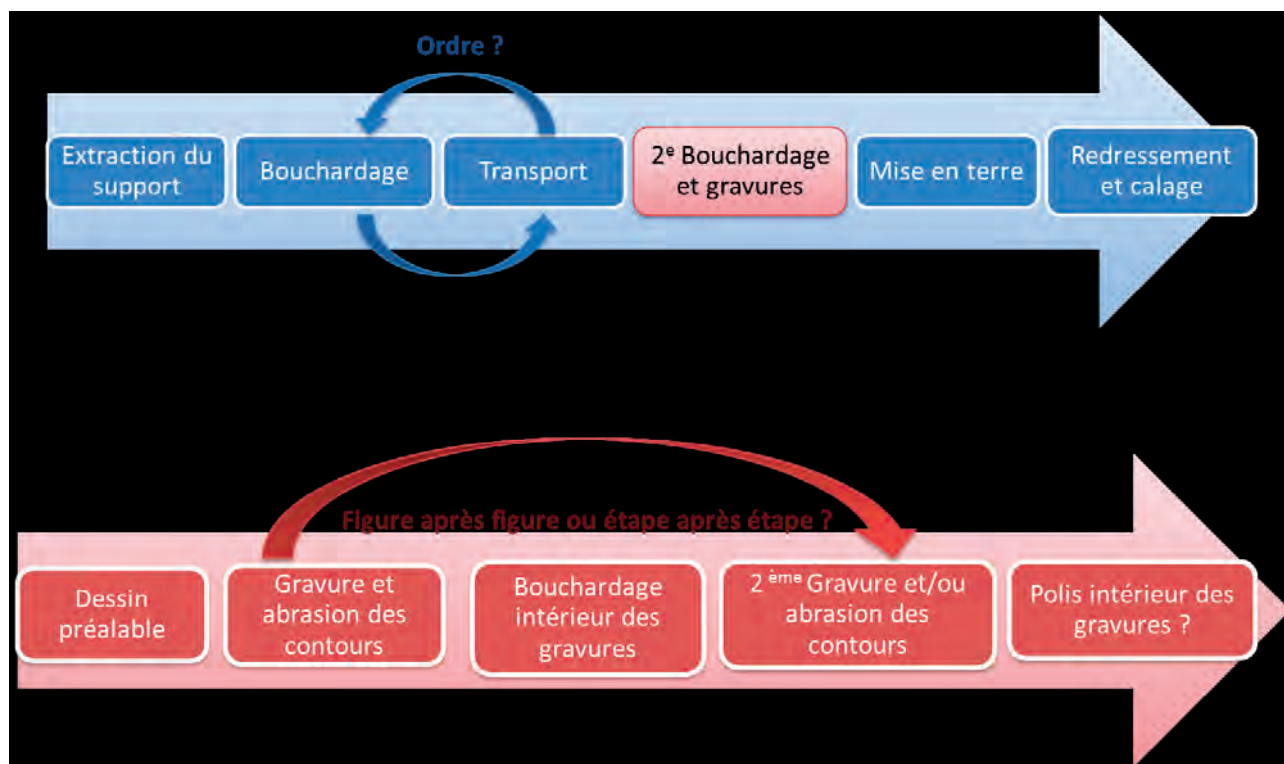 Ordre ?
Extraction du
support
Bouchardage
Transport
2e Bouchardage
et gravures
Mise en terre
Redressement
et calage
Figure après figure ou étape après étape ?
Dessin
préalable
Gravure et
abrasion des
contours
Bouchardage
intérieur des
gravures
2ème Gravure et/ou
abrasion des
contours
Polis intérieur des
gravures ?